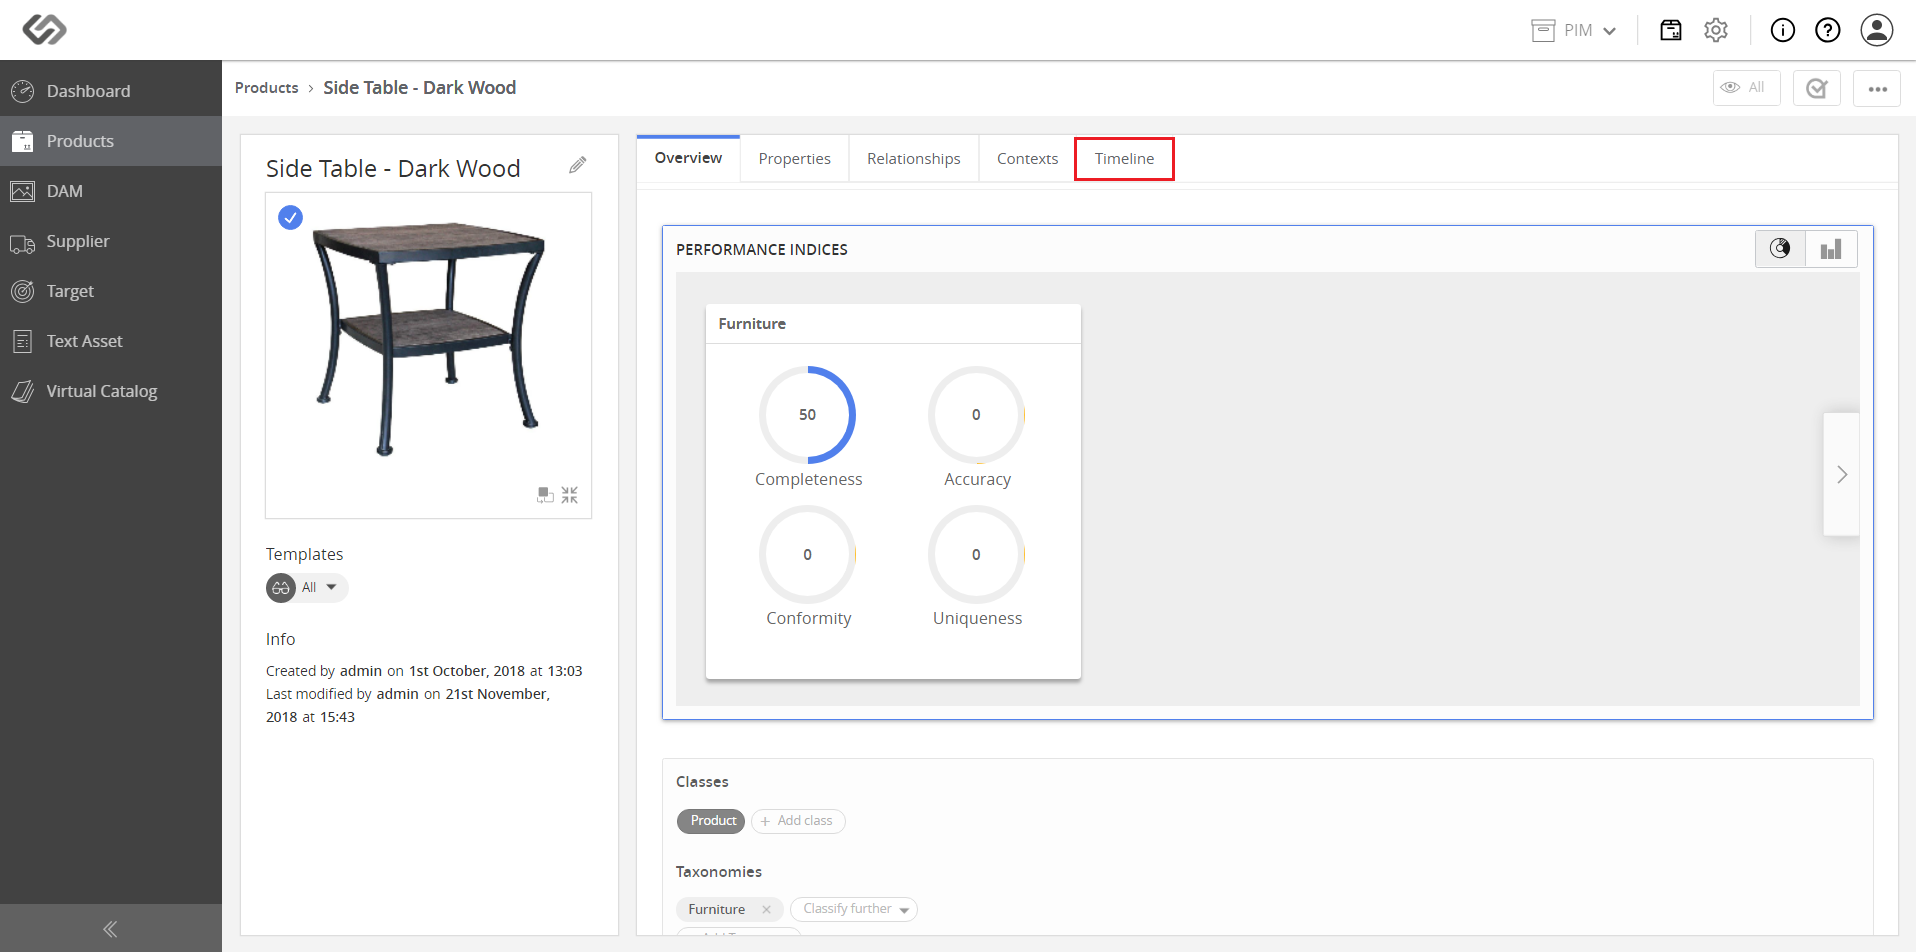 PIM
Dashboard
Products
DAM
Supplier
Target
Text Asset
Virtual Catalog
Products › Side Table - Dark Wood
All
Side Table - Dark Wood
Templates
All
Info
Created by admin on 1st October, 2018 at 13:03
Last modified by admin on 21st November,
2018 at 15:43
Overview Properties Relationships Contexts Timeline
PERFORMANCE INDICES
Furniture
50 0
Completeness Accuracy
0 0
Conformity Uniqueness
Classes
Product + Add class
Taxonomies
Furniture × Classify further